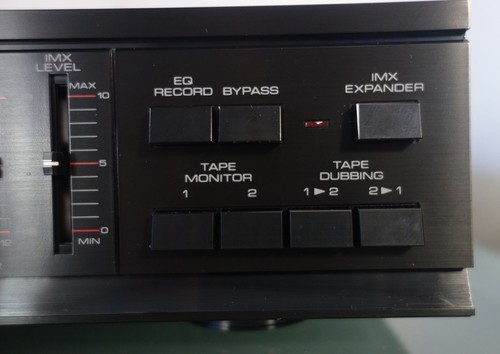 IMX
LEVEL
MAX
10
5
0
MIN
EQ
RECORD BYPASS
IMX
EXPANDER
TAPE
MONITOR
1 2
TAPE
DUBBING
1▶2 2▶1